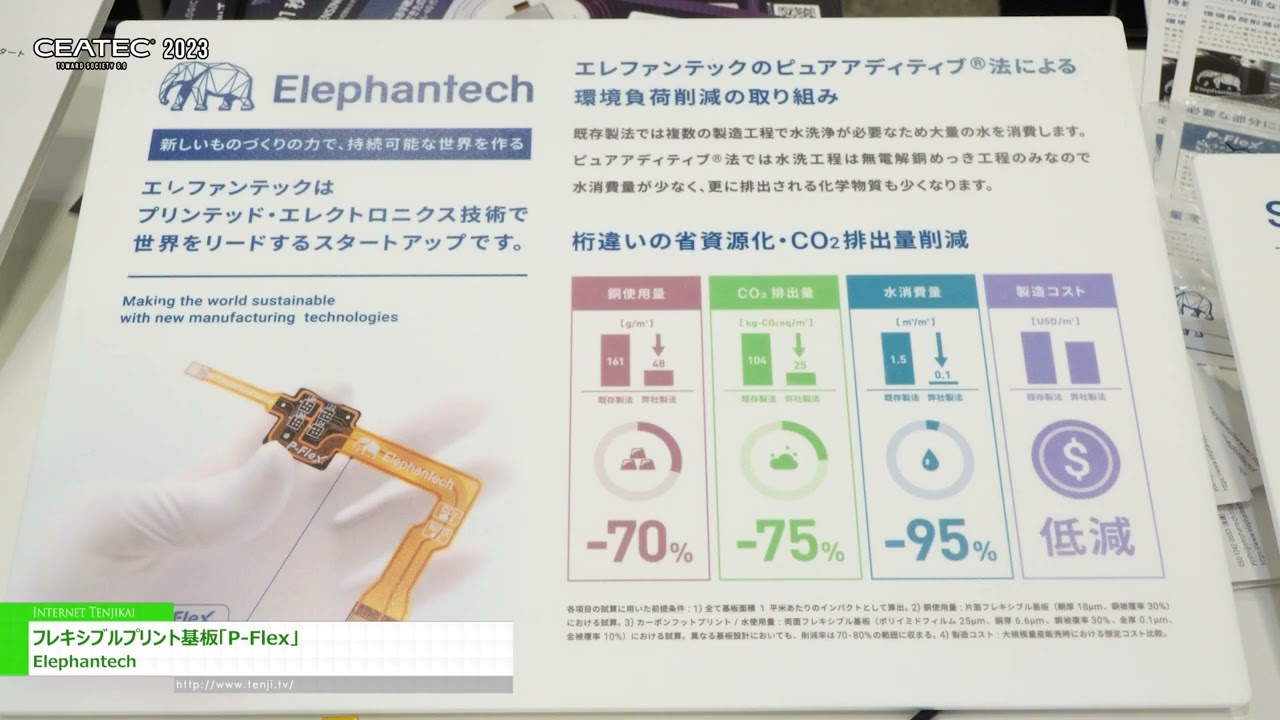 CEATEC 2023
TOWARD SOCIETY 5.0
Elephantech
新しいものづくりの力で、持続可能な世界を作る
エレファンテックは
プリンテッド・エレクトロニクス技術で
世界をリードするスタートアップです。
Making the world sustainable
with new manufacturing technologies
P-Flex
Elephantech
エレファンテックのピュアアディティブ®法による
環境負荷削減の取り組み
既存製法では複数の製造工程で水洗浄が必要なため大量の水を消費します。
ピュアアディティブ®法では水洗工程は無電解銅めっき工程のみなので
水消費量が少なく、更に排出される化学物質も少なくなります。
桁違いの省資源化・CO₂排出量削減
銅使用量
[g/m²]
161 48
既存製法 弊社製法
-70%
CO₂ 排出量
[kg-CO₂eq/m²]
104 25
既存製法 弊社製法
-75%
水消費量
[m³/m²]
1.5 0.1
既存製法 弊社製法
-95%
製造コスト
[USD/m²]
既存製法 弊社製法
$
低減
各項目の試算に用いた前提条件:1) 全て基板面積 1 平米あたりのインパクトとして算出。2) 銅使用量:片面フレキシブル基板(銅厚 18μm、銅被覆率 30%)
における試算。3) カーボンフットプリント / 水使用量:両面フレキシブル基板(ポリイミドフィルム 25μm、銅厚 6.6μm、銅被覆率 30%、金厚 0.1μm、
金被覆率 10%)における試算。異なる基板設計においても、削減率は70-80%の範囲に収まる。4) 製造コスト:大規模量産販売時における想定コスト比較。
INTERNET TENJIKAI
フレキシブルプリント基板「P-Flex」
Elephantech
http://www.tenji.tv/